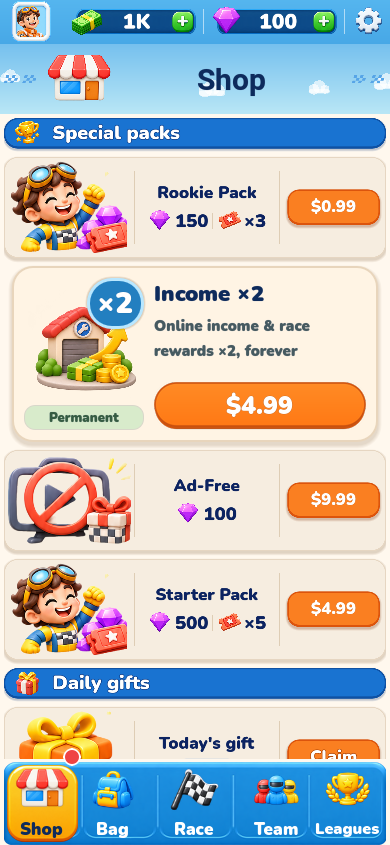 1K
100
Shop
Special packs
Rookie Pack
150
×3
$0.99
×2
Income ×2
Online income & race
rewards ×2, forever
Permanent
$4.99
Ad-Free
100
$9.99
Starter Pack
500
×5
$4.99
Daily gifts
Today's gift
Claim
Shop
Bag
Race
Team
Leagues